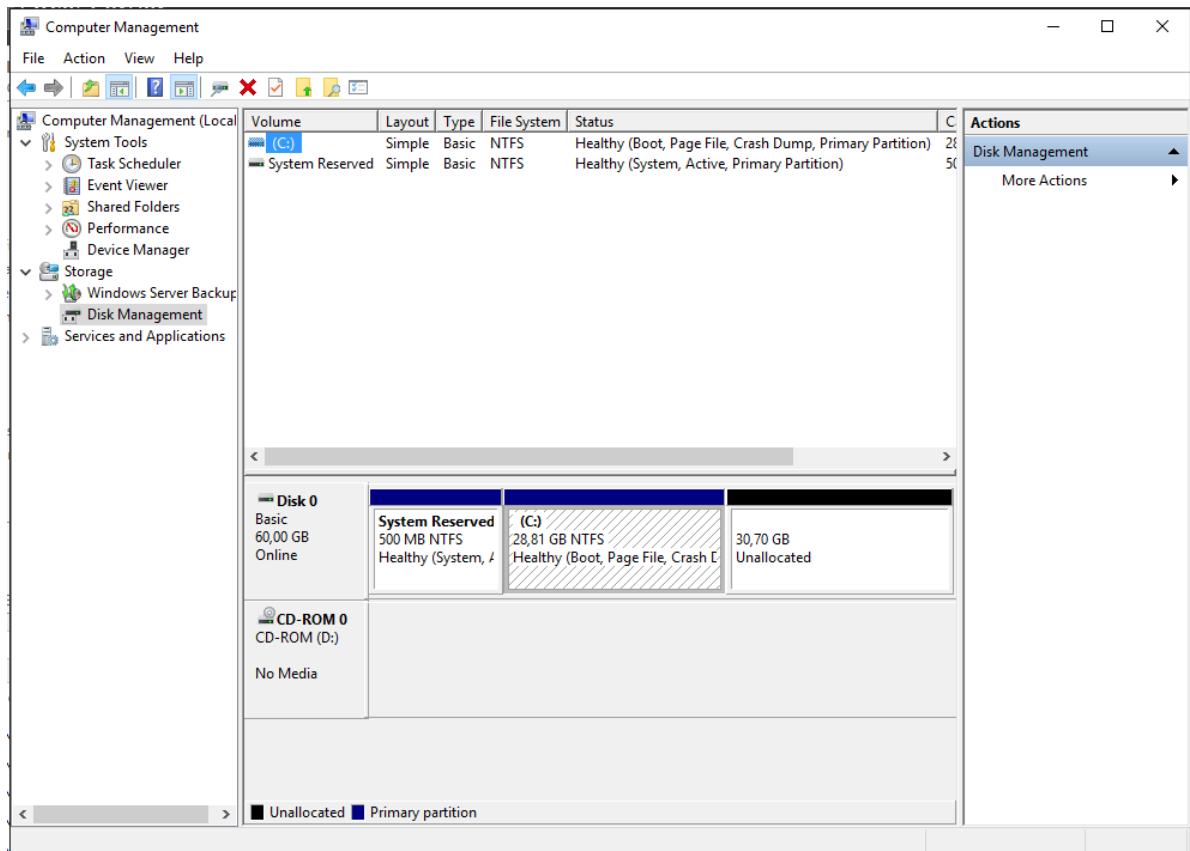 Computer Management
File Action View Help
Computer Management (Local
System Tools
Task Scheduler
Event Viewer
Shared Folders
Performance
Device Manager
Storage
Windows Server Backup
Disk Management
Services and Applications
Volume Layout Type File System Status C
(C:) Simple Basic NTFS Healthy (Boot, Page File, Crash Dump, Primary Partition) 28
System Reserved Simple Basic NTFS Healthy (System, Active, Primary Partition) 50
Actions
Disk Management
More Actions
Disk 0
Basic
60,00 GB
Online
System Reserved
500 MB NTFS
Healthy (System, A
(C:)
28,81 GB NTFS
Healthy (Boot, Page File, Crash D
30,70 GB
Unallocated
CD-ROM 0
CD-ROM (D:)
No Media
Unallocated Primary partition